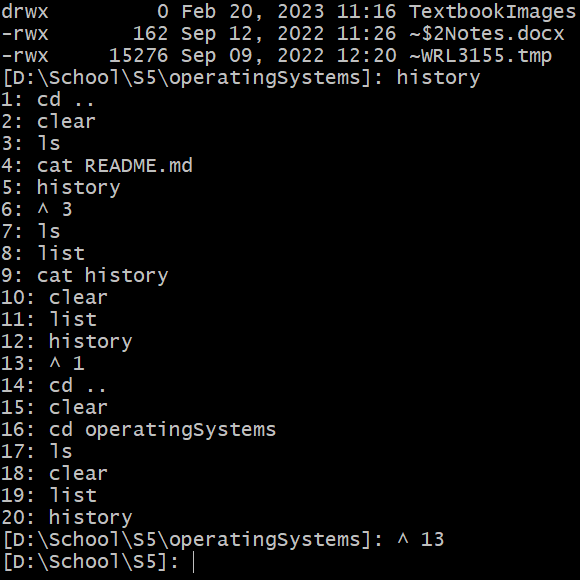 drwx         0 Feb 20, 2023 11:16 TextbookImages
-rwx       162 Sep 12, 2022 11:26 ~$2Notes.docx
-rwx     15276 Sep 09, 2022 12:20 ~WRL3155.tmp
[D:\School\S5\operatingSystems]: history
1: cd ..
2: clear
3: ls
4: cat README.md
5: history
6: ^ 3
7: ls
8: list
9: cat history
10: clear
11: list
12: history
13: ^ 1
14: cd ..
15: clear
16: cd operatingSystems
17: ls
18: clear
19: list
20: history
[D:\School\S5\operatingSystems]: ^ 13
[D:\School\S5]: